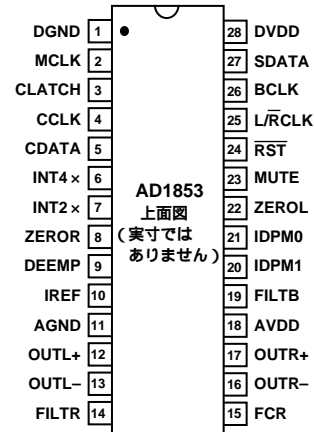 DGND 1 28 DVDD
MCLK 2 27 SDATA
CLATCH 3 26 BCLK
CCLK 4 25 L/R̅CLK
CDATA 5 24 R̅S̅T̅
INT4× 6 23 MUTE
INT2× 7 22 ZEROL
ZEROR 8 21 IDPM0
DEEMP 9 20 IDPM1
IREF 10 19 FILTB
AGND 11 18 AVDD
OUTL+ 12 17 OUTR+
OUTL– 13 16 OUTR–
FILTR 14 15 FCR
AD1853
上面図
(実寸では
ありません)